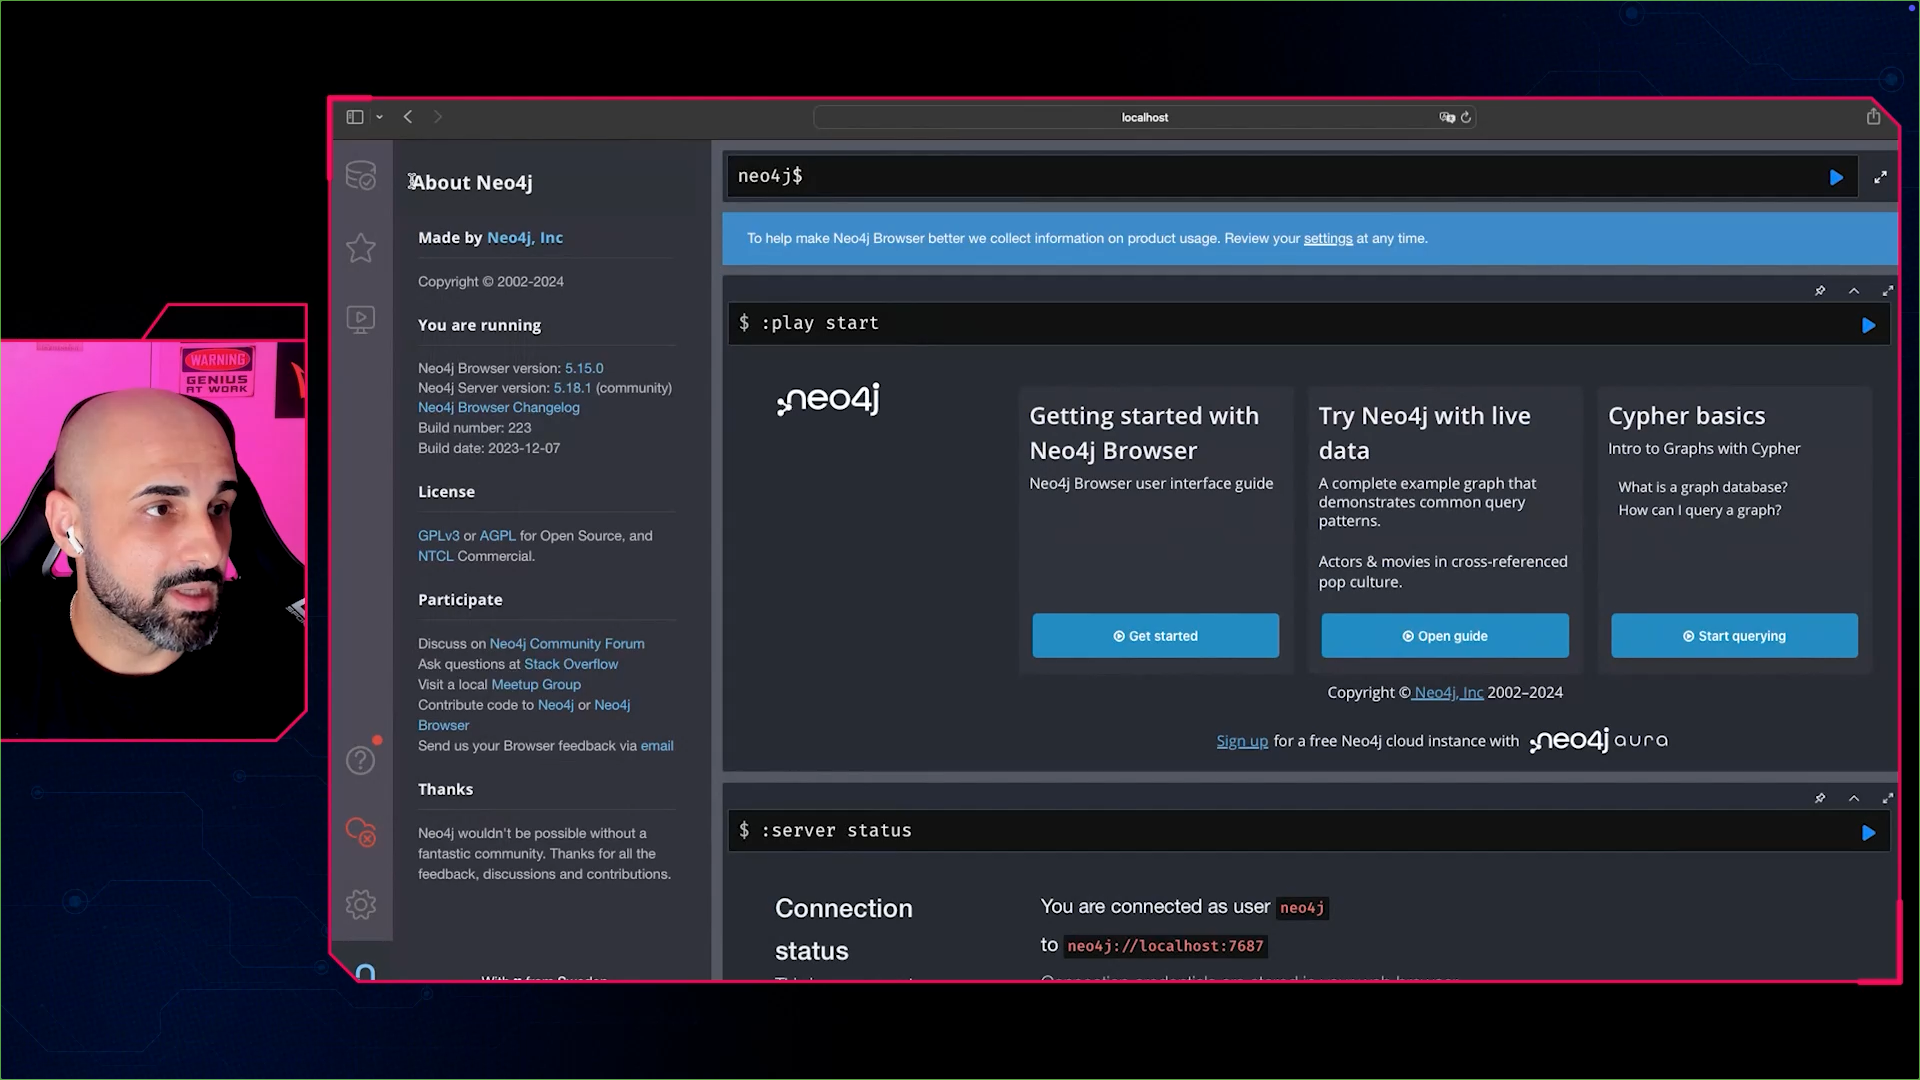 localhost
About Neo4j
Made by Neo4j, Inc
Copyright © 2002-2024
You are running
Neo4j Browser version: 5.15.0
Neo4j Server version: 5.18.1 (community)
Neo4j Browser Changelog
Build number: 223
Build date: 2023-12-07
License
GPLv3 or AGPL for Open Source, and
NTCL Commercial.
Participate
Discuss on Neo4j Community Forum
Ask questions at Stack Overflow
Visit a local Meetup Group
Contribute code to Neo4j or Neo4j
Browser
Send us your Browser feedback via email
Thanks
Neo4j wouldn't be possible without a
fantastic community. Thanks for all the
feedback, discussions and contributions.
neo4j$
To help make Neo4j Browser better we collect information on product usage. Review your settings at any time.
$ :play start
neo4j
Getting started with
Neo4j Browser
Neo4j Browser user interface guide
Get started
Try Neo4j with live
data
A complete example graph that
demonstrates common query
patterns.
Actors & movies in cross-referenced
pop culture.
Open guide
Cypher basics
Intro to Graphs with Cypher
What is a graph database?
How can I query a graph?
Start querying
Copyright © Neo4j, Inc 2002–2024
Sign up for a free Neo4j cloud instance with neo4j aura
$ :server status
Connection
status
You are connected as user neo4j
to neo4j://localhost:7687
WARNING
GENIUS
AT WORK